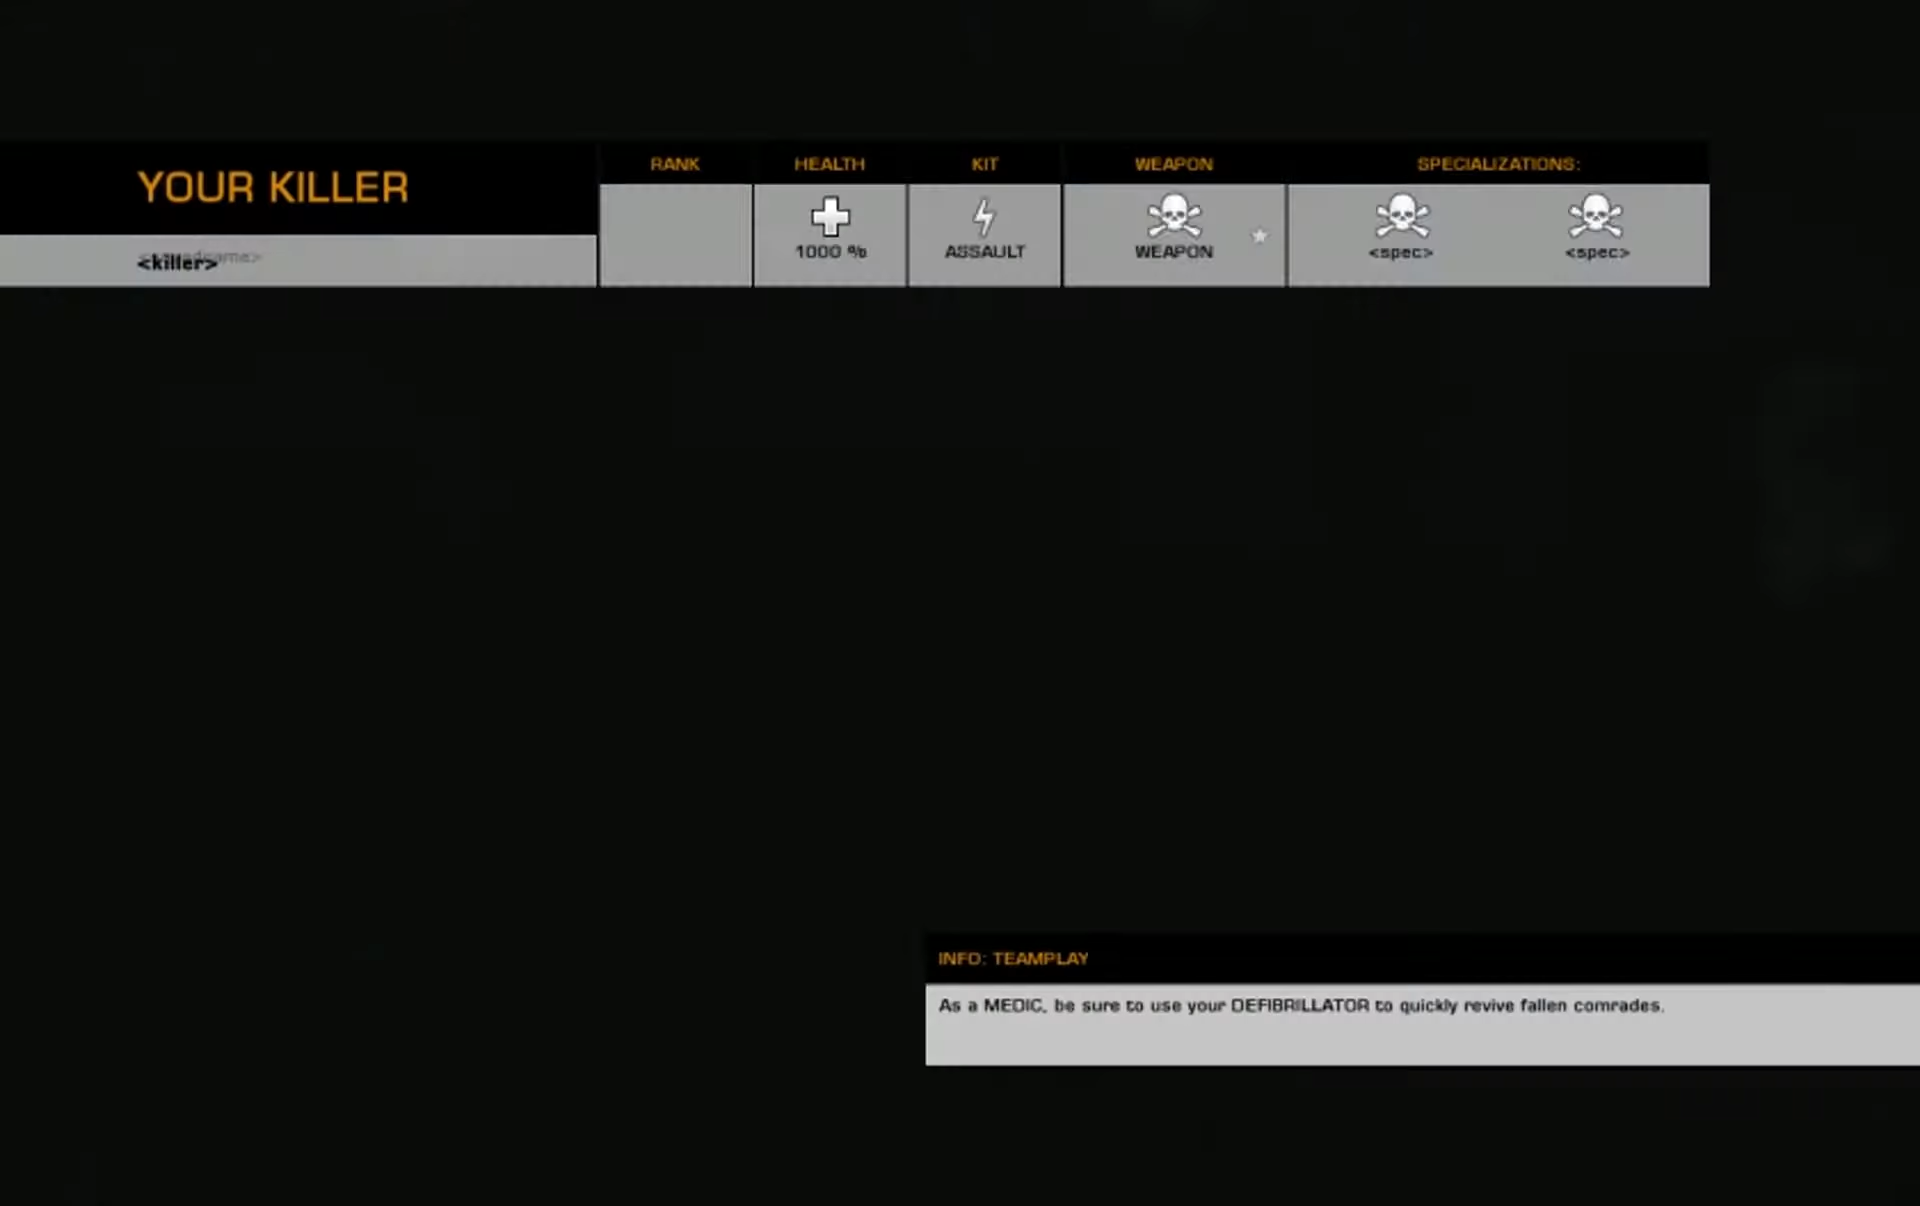 YOUR KILLER
<killer>
RANK
HEALTH
1000 %
KIT
ASSAULT
WEAPON
WEAPON
SPECIALIZATIONS:
<spec>
<spec>
INFO: TEAMPLAY
As a MEDIC, be sure to use your DEFIBRILLATOR to quickly revive fallen comrades.